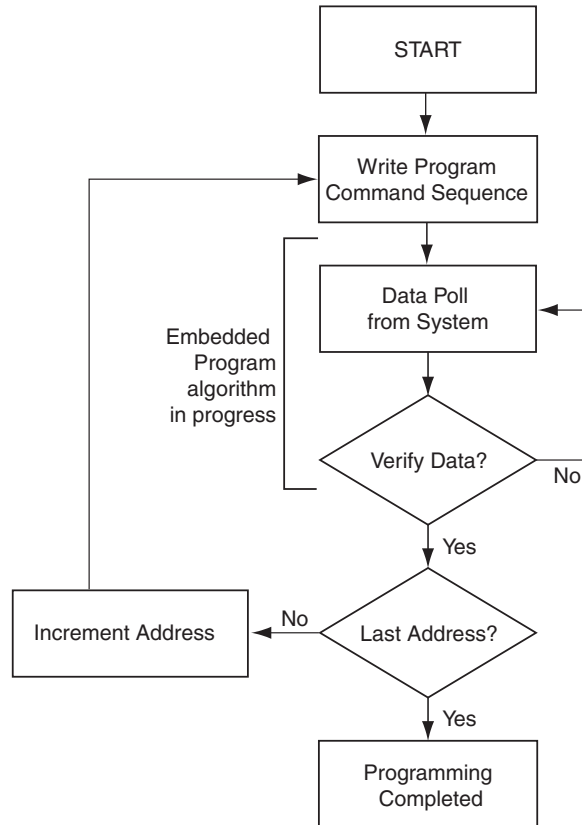 START
Write Program
Command Sequence
Data Poll
from System
Embedded
Program
algorithm
in progress
Verify Data?
No
Yes
Increment Address
No
Last Address?
Yes
Programming
Completed